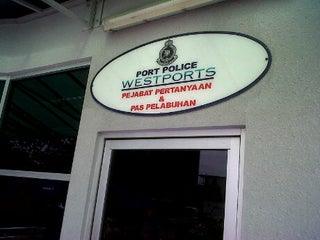 PORT POLICE
WESTPORTS
PEJABAT PERTANYAAN
&
PAS PELABUHAN